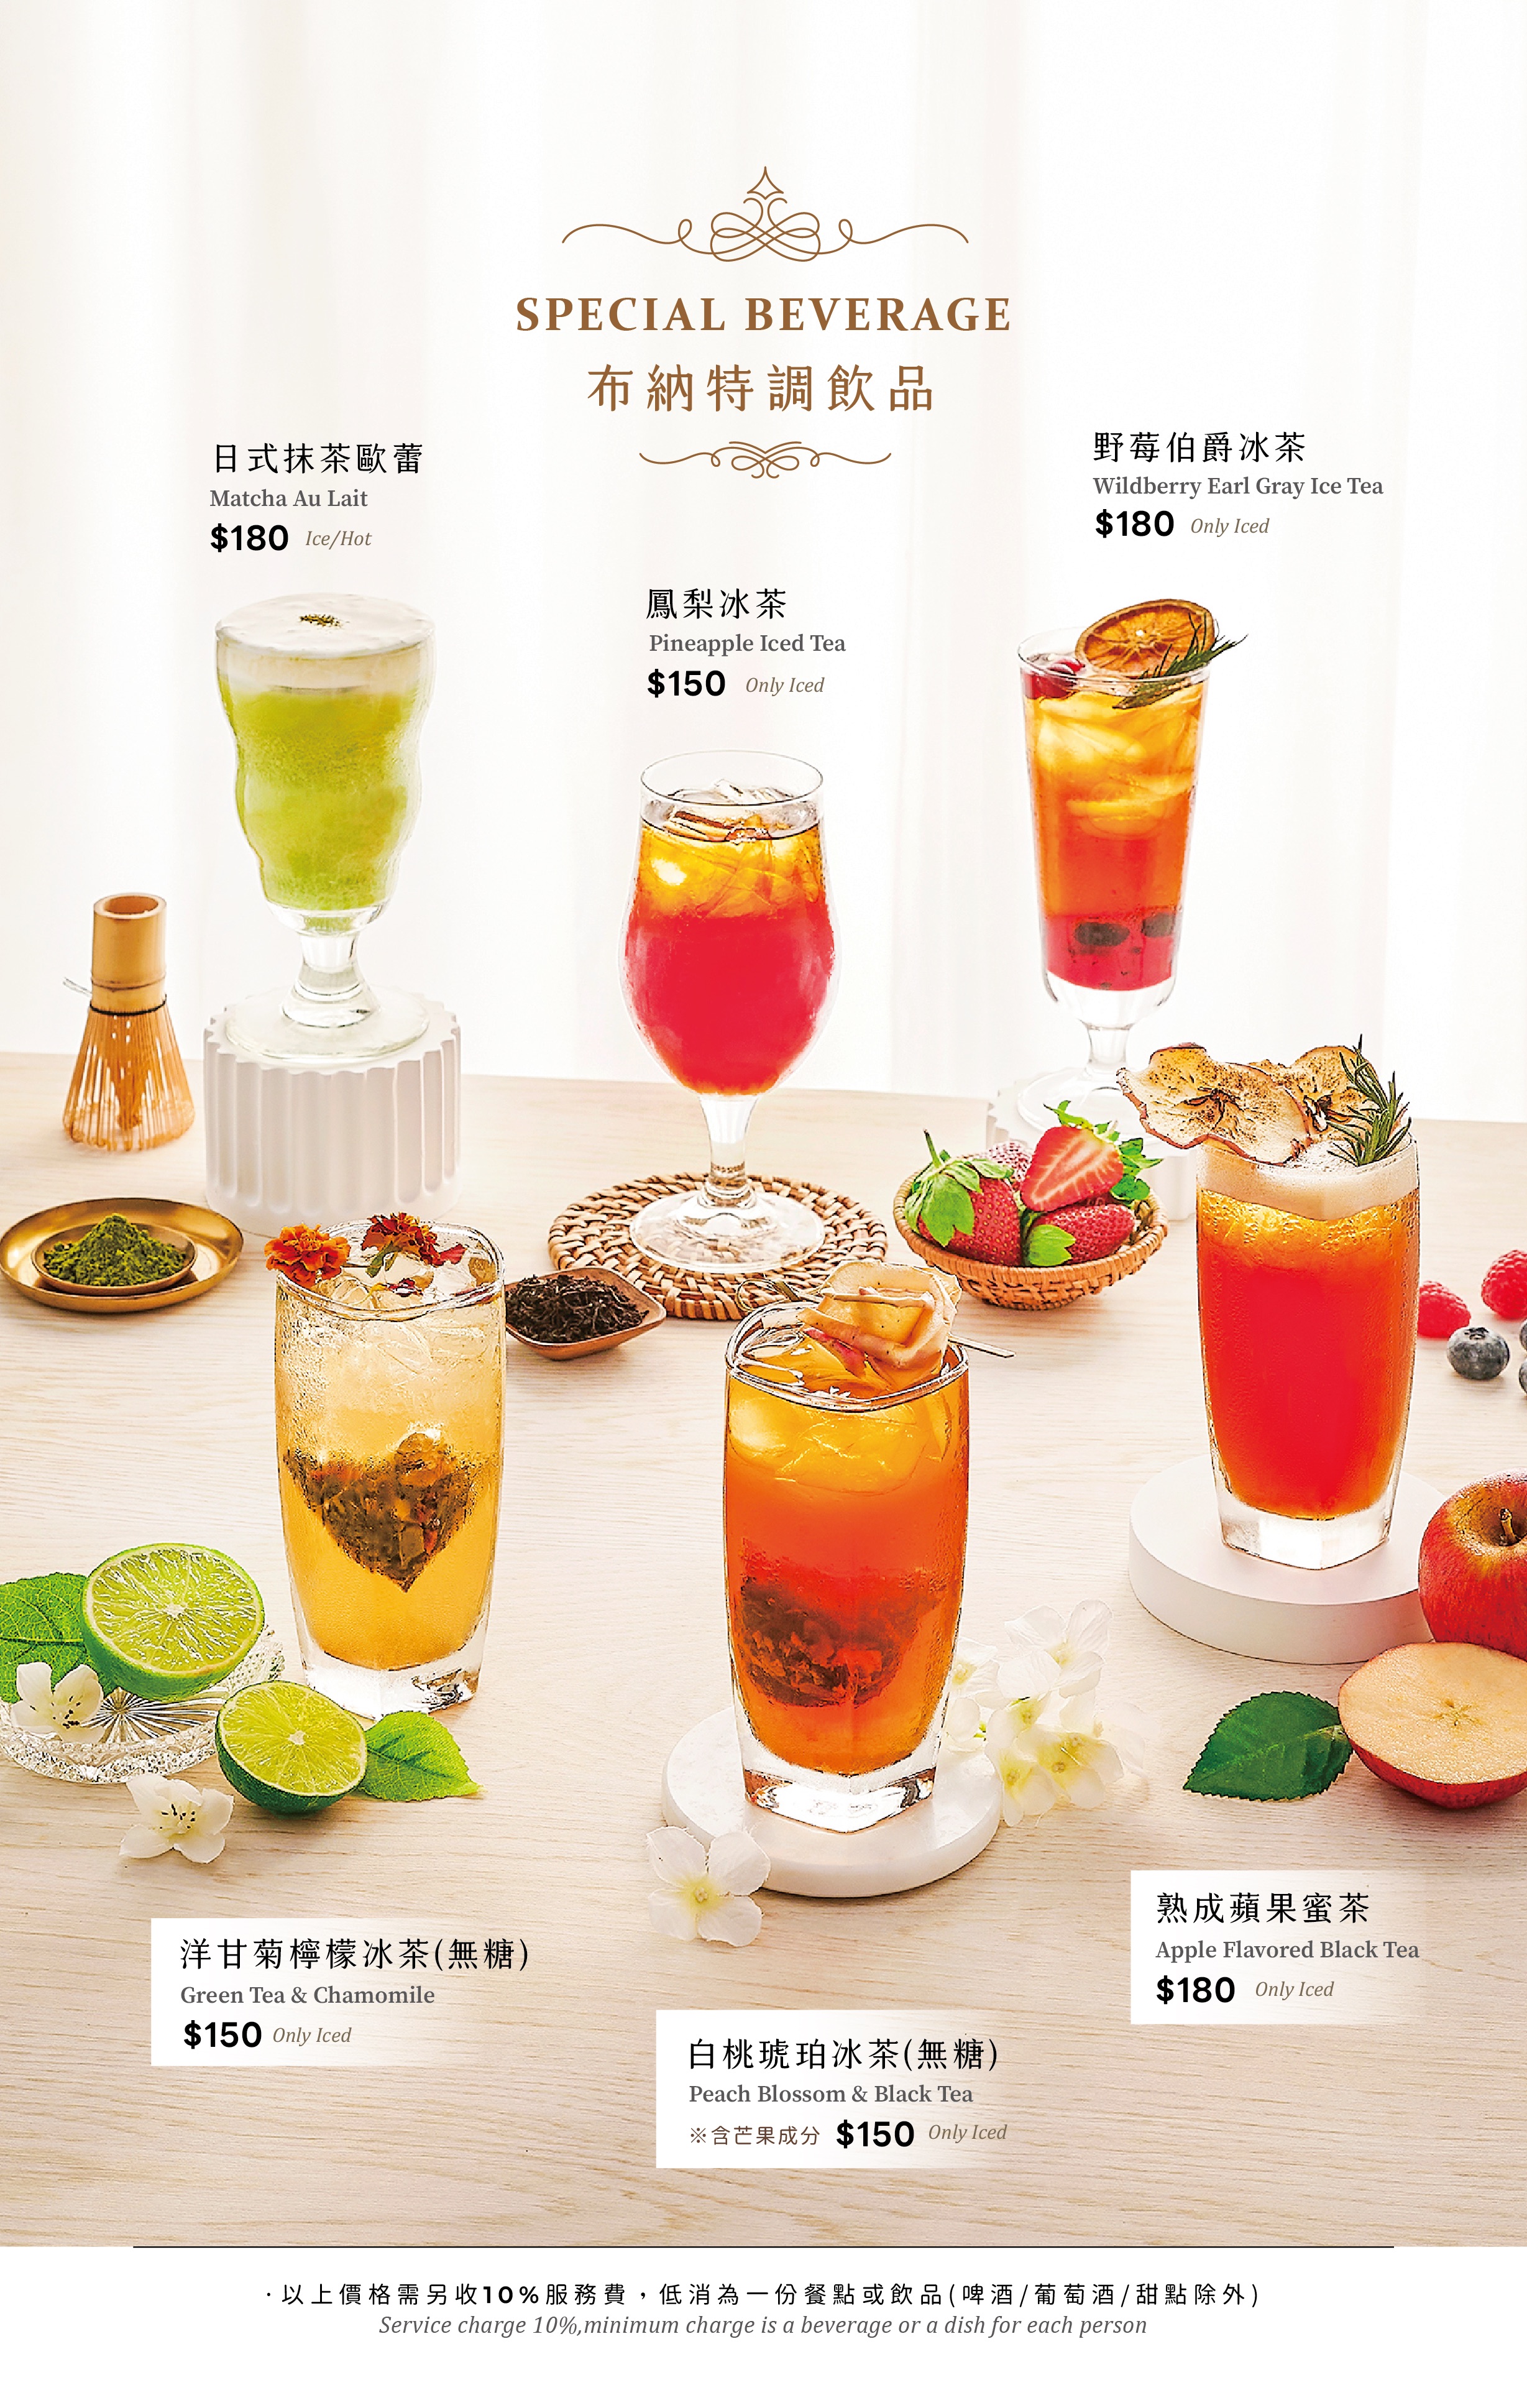 SPECIAL BEVERAGE
布納特調飲品
日式抹茶歐蕾
Matcha Au Lait
$180 Ice/Hot
野莓伯爵冰茶
Wildberry Earl Gray Ice Tea
$180 Only Iced
鳳梨冰茶
Pineapple Iced Tea
$150 Only Iced
洋甘菊檸檬冰茶(無糖)
Green Tea & Chamomile
$150 Only Iced
白桃琥珀冰茶(無糖)
Peach Blossom & Black Tea
※含芒果成分 $150 Only Iced
熟成蘋果蜜茶
Apple Flavored Black Tea
$180 Only Iced
·以上價格需另收10%服務費，低消為一份餐點或飲品(啤酒/葡萄酒/甜點除外)
Service charge 10%,minimum charge is a beverage or a dish for each person